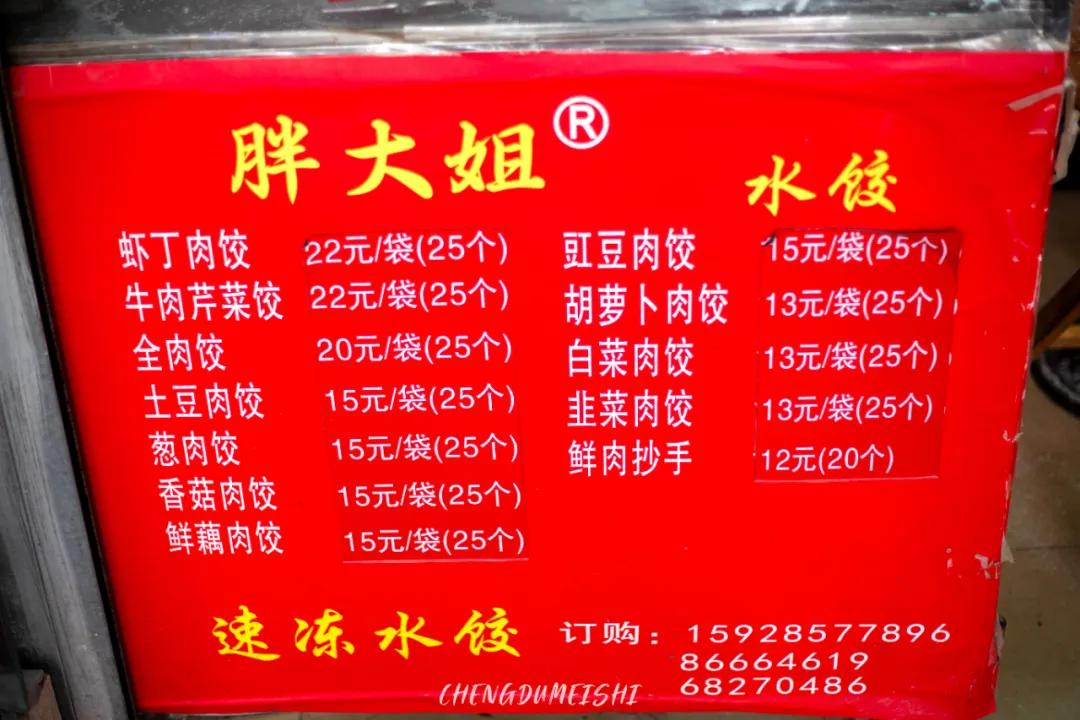 胖大姐®
水饺
虾丁肉饺 22元/袋(25个)
牛肉芹菜饺 22元/袋(25个)
全肉饺 20元/袋(25个)
土豆肉饺 15元/袋(25个)
葱肉饺 15元/袋(25个)
香菇肉饺 15元/袋(25个)
鲜藕肉饺 15元/袋(25个)
豇豆肉饺 15元/袋(25个)
胡萝卜肉饺 13元/袋(25个)
白菜肉饺 13元/袋(25个)
韭菜肉饺 13元/袋(25个)
鲜肉抄手 12元(20个)
速冻水饺
订购：15928577896
86664619
68270486
CHENGDUMEISHI